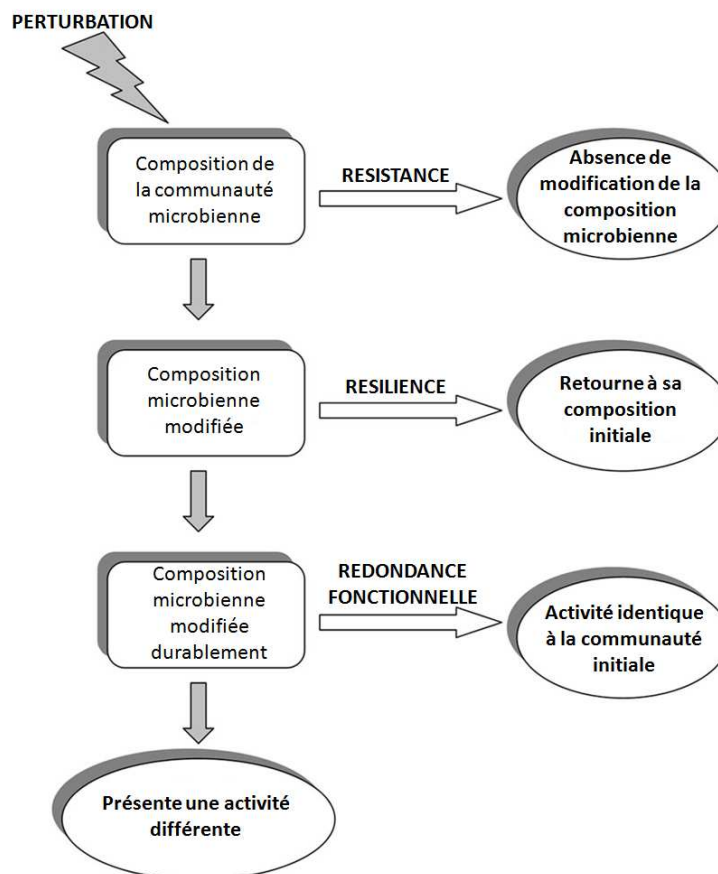 PERTURBATION
Composition de
la communauté
microbienne
RESISTANCE
Absence de
modification de la
composition
microbienne
Composition
microbienne
modifiée
RESILIENCE
Retourne à sa
composition
initiale
Composition
microbienne
modifiée
durablement
REDONDANCE
FONCTIONNELLE
Activité identique
à la communauté
initiale
Présente une activité
différente